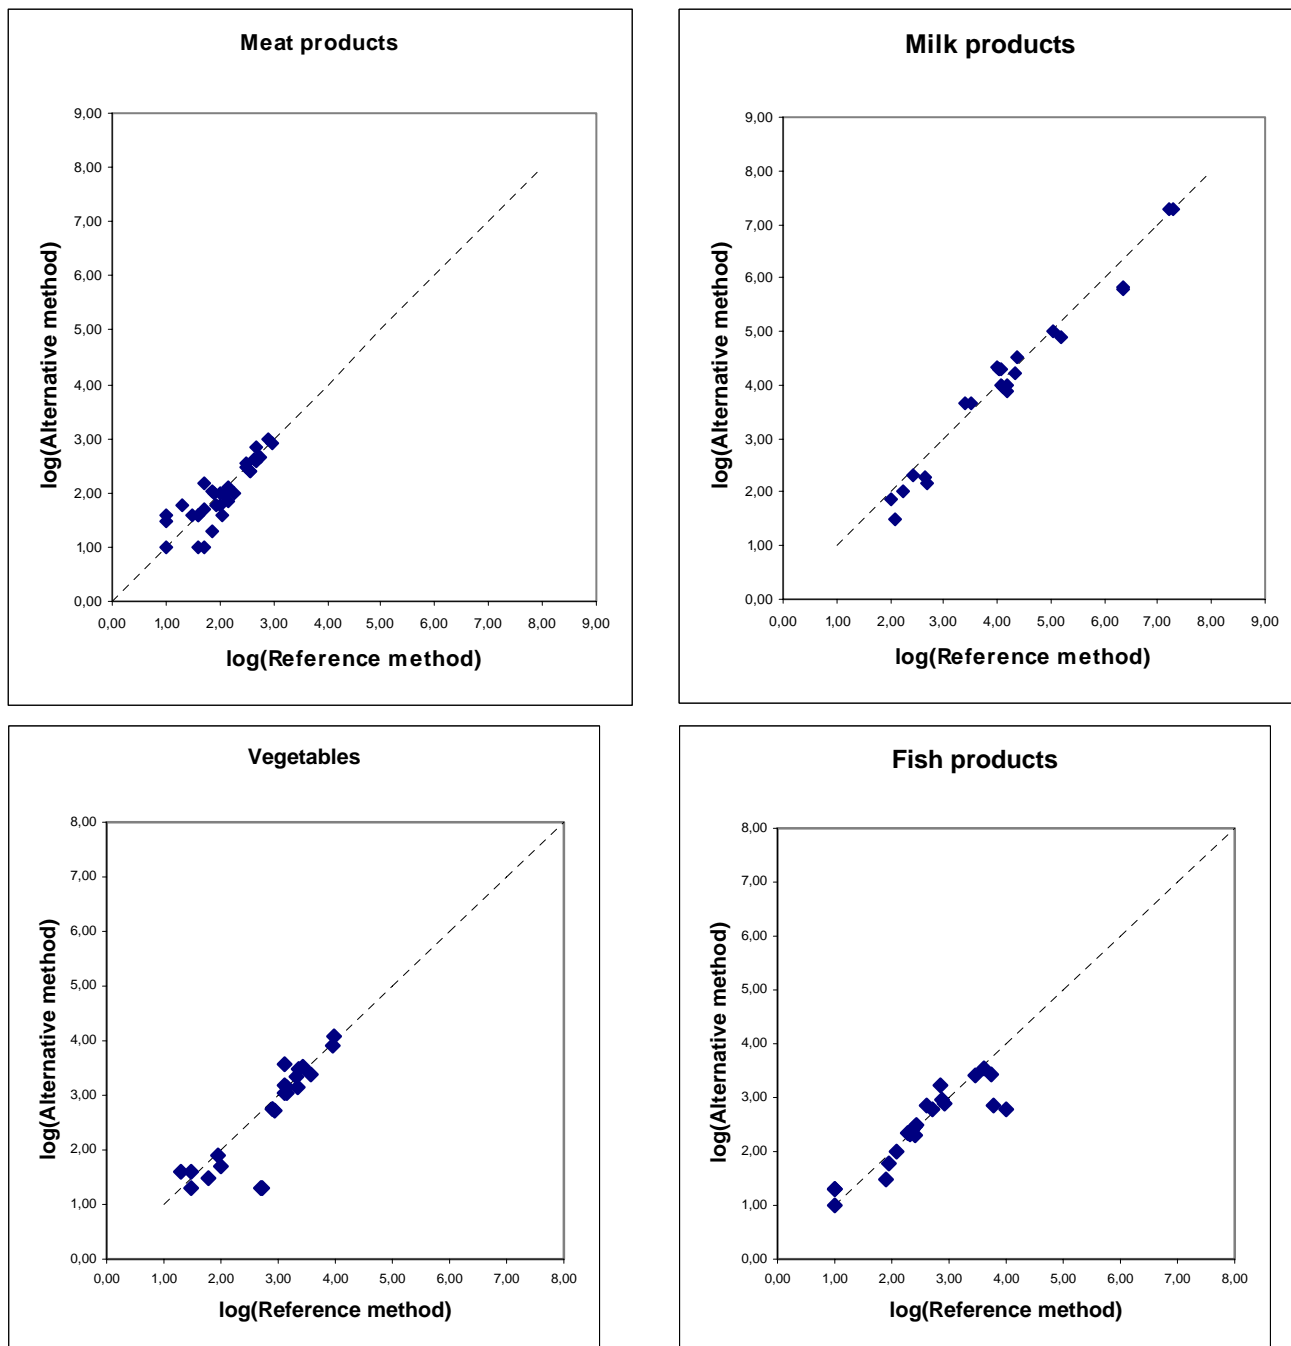 Meat products
9,00
8,00
7,00
6,00
5,00
4,00
3,00
2,00
1,00
0,00
0,00 1,00 2,00 3,00 4,00 5,00 6,00 7,00 8,00 9,00
log(Alternative method)
log(Reference method)
Milk products
9,00
8,00
7,00
6,00
5,00
4,00
3,00
2,00
1,00
0,00
0,00 1,00 2,00 3,00 4,00 5,00 6,00 7,00 8,00 9,00
log(Alternative method)
log(Reference method)
Vegetables
8,00
7,00
6,00
5,00
4,00
3,00
2,00
1,00
0,00
0,00 1,00 2,00 3,00 4,00 5,00 6,00 7,00 8,00
log(Alternative method)
log(Reference method)
Fish products
8,00
7,00
6,00
5,00
4,00
3,00
2,00
1,00
0,00
0,00 1,00 2,00 3,00 4,00 5,00 6,00 7,00 8,00
log(Alternative method)
log(Reference method)